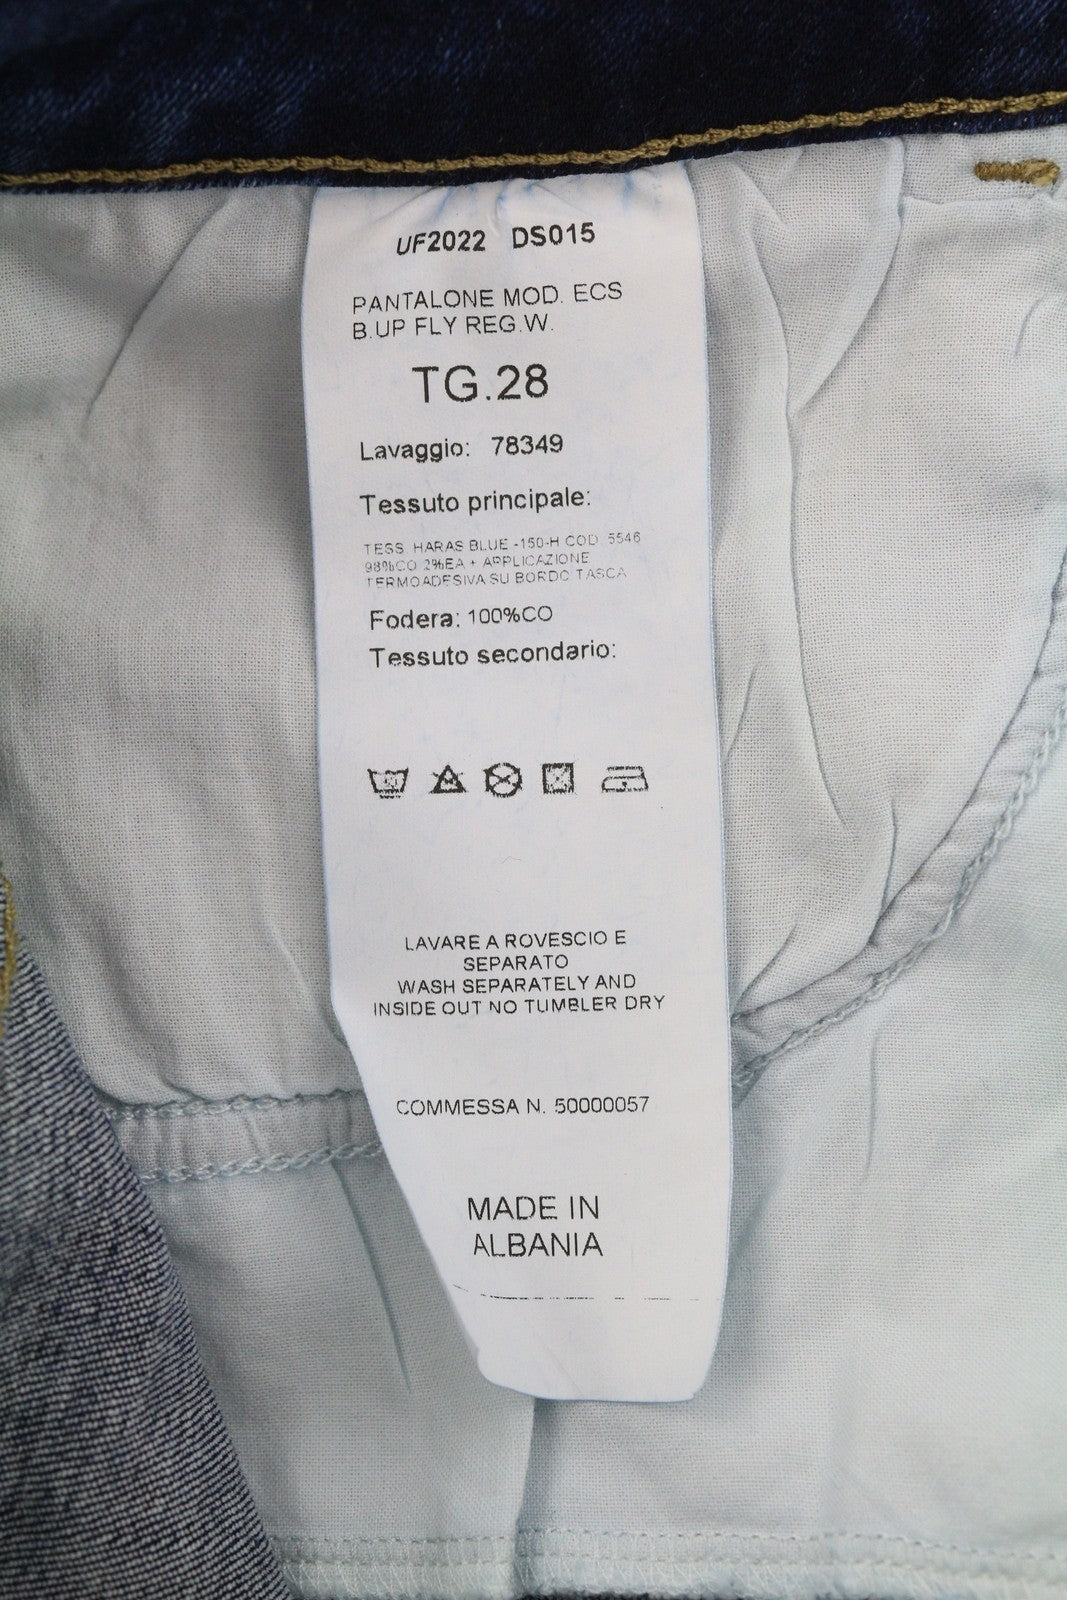 UF2022 DS015
PANTALONE MOD. ECS
B.UP FLY REG.W.
TG.28
Lavaggio: 78349
Tessuto principale:
TESS HARAS BLUE -150-H COD 5546
98%CO 2%EA + APPLICAZIONE
TERMOADESIVA SU BORDO TASCA
Fodera: 100%CO
Tessuto secondario:
LAVARE A ROVESCIO E
SEPARATO
WASH SEPARATELY AND
INSIDE OUT NO TUMBLER DRY
COMMESSA N. 50000057
MADE IN
ALBANIA